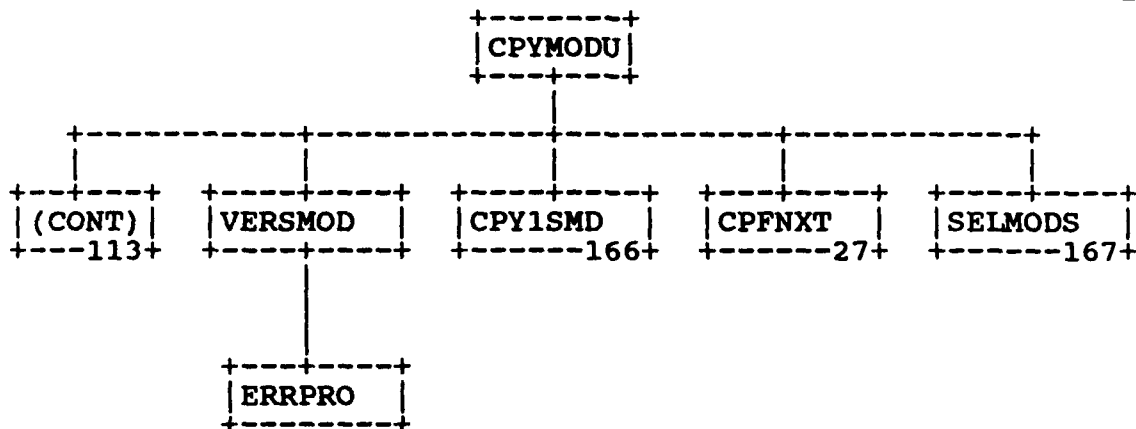 CPYMODU
(CONT) VERSMOD CPY1SMD CPFNXT SELMODS
113 166 27 167
ERRPRO